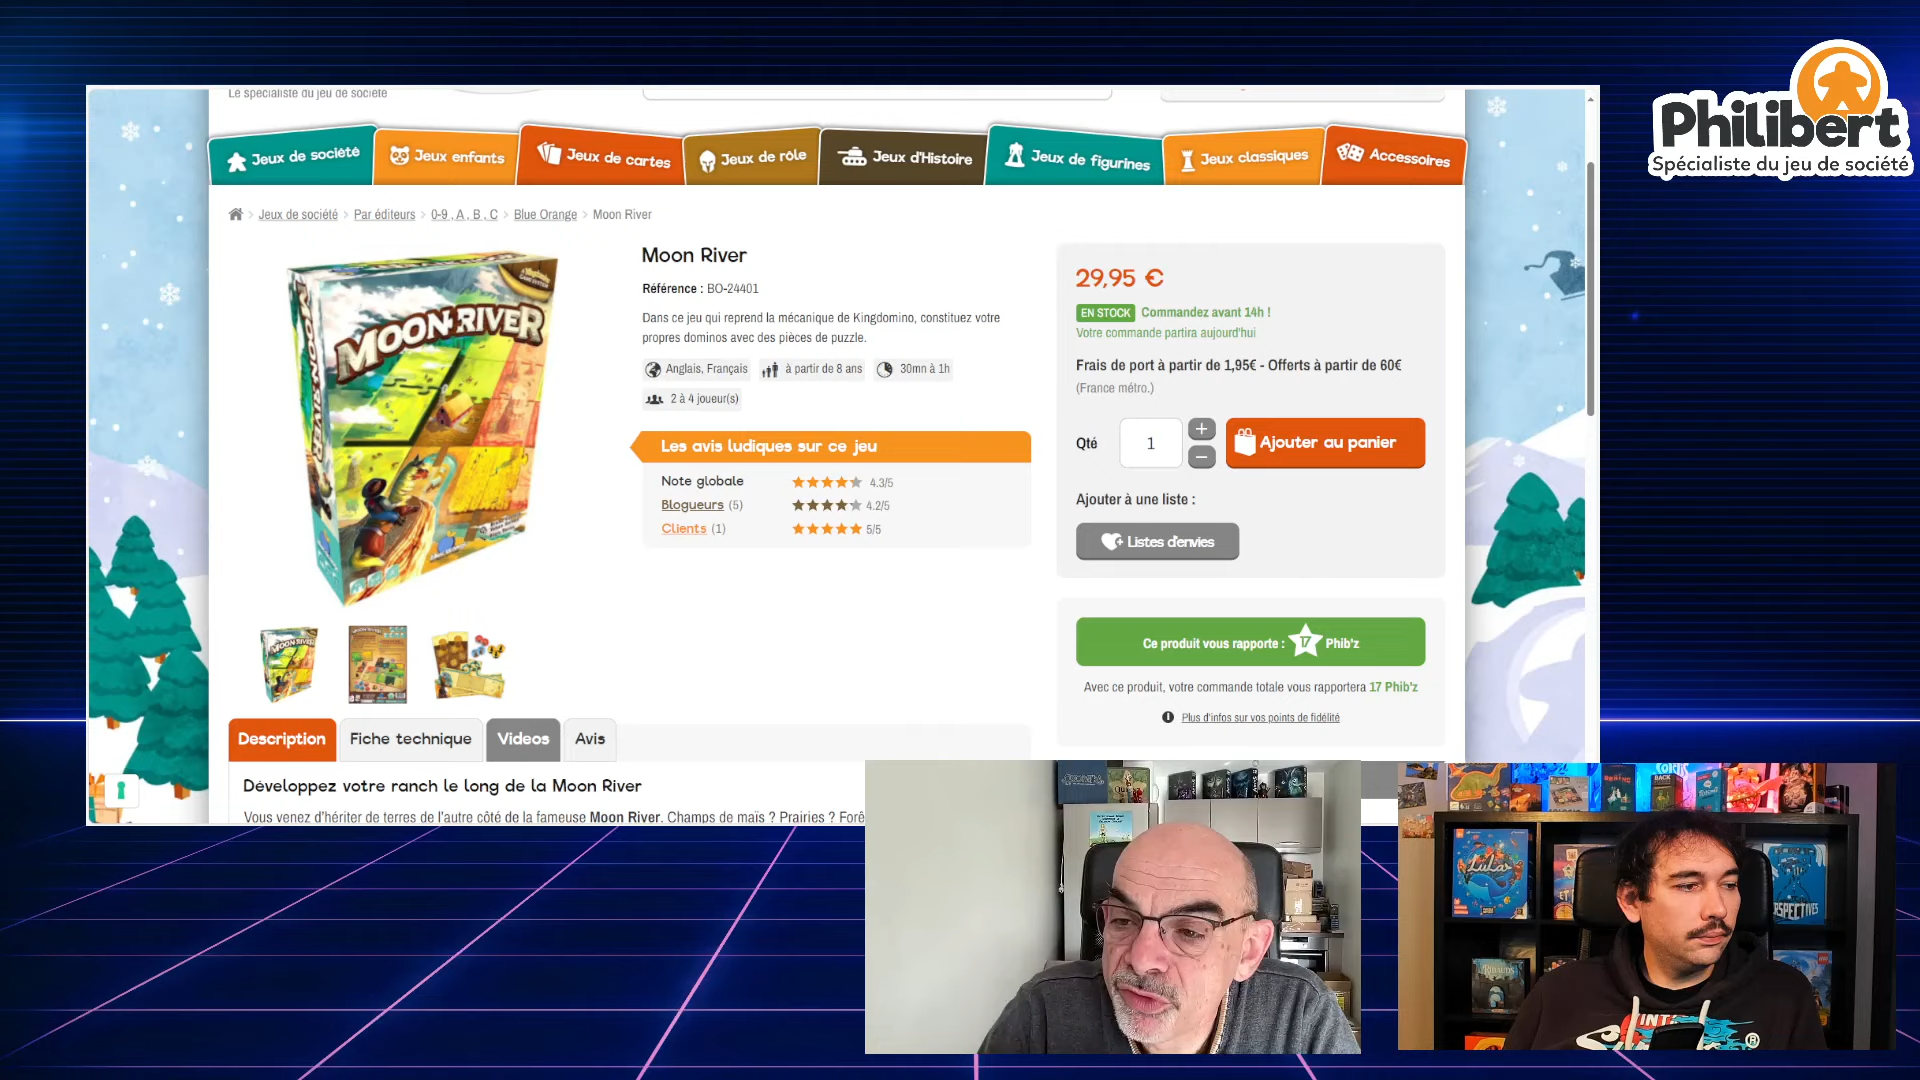 Philibert
Spécialiste du jeu de société
Le spécialiste du jeu de société
Jeux de société
Jeux enfants
Jeux de cartes
Jeux de rôle
Jeux d'Histoire
Jeux de figurines
Jeux classiques
Accessoires
Jeux de société > Par éditeurs > 0-9 , A , B , C > Blue Orange > Moon River
MOON RIVER
MOON RIVER
Moon River
Référence : BO-24401
Dans ce jeu qui reprend la mécanique de Kingdomino, constituez votre
propres dominos avec des pièces de puzzle.
Anglais, Français
à partir de 8 ans
30mn à 1h
2 à 4 joueur(s)
Les avis ludiques sur ce jeu
Note globale 4.3/5
Blogueurs (5) 4.2/5
Clients (1) 5/5
29,95 €
EN STOCK Commandez avant 14h !
Votre commande partira aujourd'hui
Frais de port à partir de 1,95€ - Offerts à partir de 60€
(France métro.)
Qté 1 + −
Ajouter au panier
Ajouter à une liste :
Listes d'envies
Ce produit vous rapporte : 17 Phib'z
Avec ce produit, votre commande totale vous rapportera 17 Phib'z
Plus d'infos sur vos points de fidélité
MOON RIVER
Description
Fiche technique
Videos
Avis
Développez votre ranch le long de la Moon River
Vous venez d'hériter de terres de l'autre côté de la fameuse Moon River. Champs de maïs ? Prairies ? Forê
LuLa